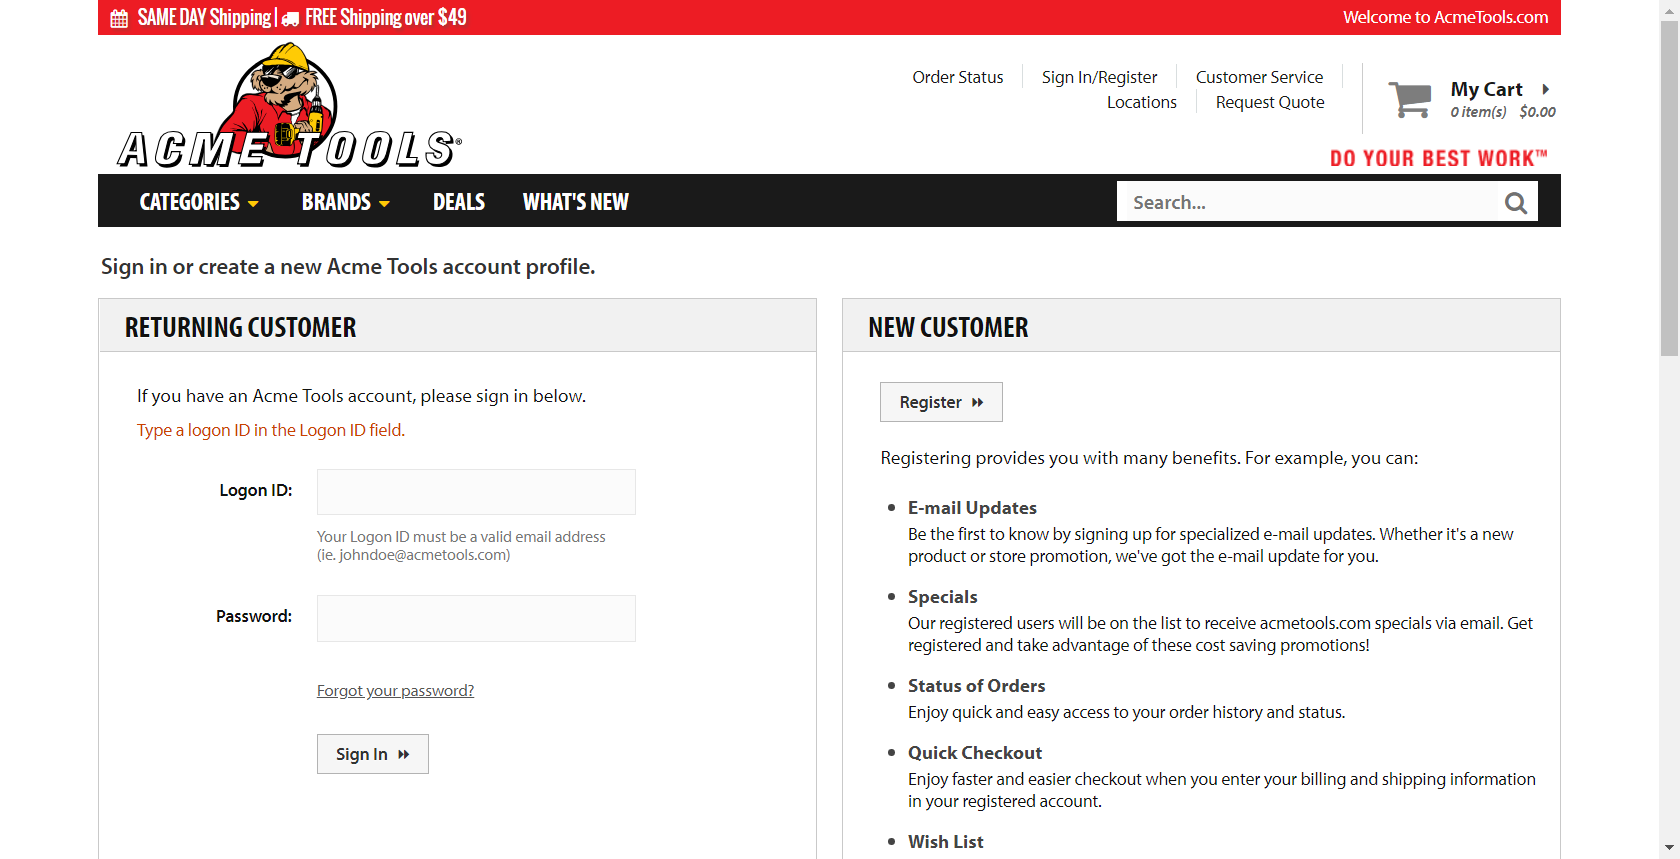 SAME DAY Shipping | FREE Shipping over $49
Welcome to AcmeTools.com
ACME TOOLS®
Order Status
Sign In/Register
Customer Service
Locations
Request Quote
My Cart
0 item(s) $0.00
DO YOUR BEST WORK™
CATEGORIES
BRANDS
DEALS
WHAT'S NEW
Search...
Sign in or create a new Acme Tools account profile.
RETURNING CUSTOMER
If you have an Acme Tools account, please sign in below.
Type a logon ID in the Logon ID field.
Logon ID:
Your Logon ID must be a valid email address
(ie. johndoe@acmetools.com)
Password:
Forgot your password?
Sign In
NEW CUSTOMER
Register
Registering provides you with many benefits. For example, you can:
E-mail Updates
Be the first to know by signing up for specialized e-mail updates. Whether it's a new
product or store promotion, we've got the e-mail update for you.
Specials
Our registered users will be on the list to receive acmetools.com specials via email. Get
registered and take advantage of these cost saving promotions!
Status of Orders
Enjoy quick and easy access to your order history and status.
Quick Checkout
Enjoy faster and easier checkout when you enter your billing and shipping information
in your registered account.
Wish List